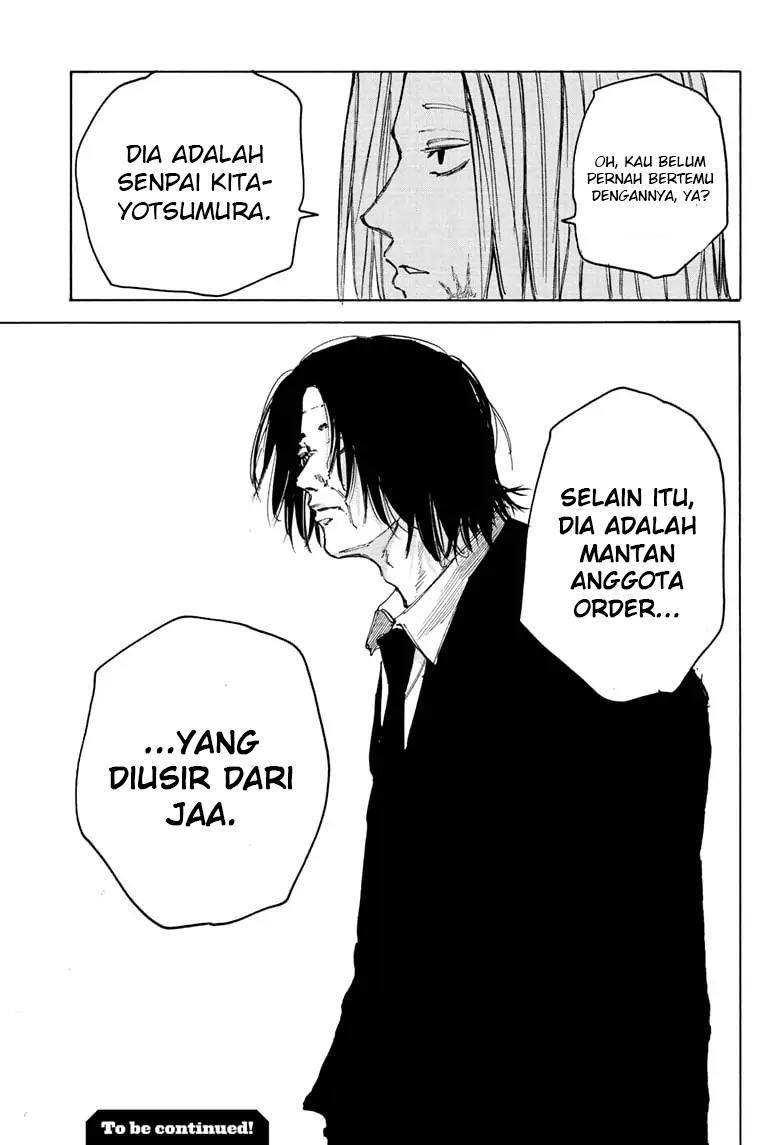 OH, KAU BELUM
PERNAH BERTEMU
DENGANNYA, YA?
DIA ADALAH
SENPAI KITA-
YOTSUMURA.
SELAIN ITU,
DIA ADALAH
MANTAN
ANGGOTA
ORDER...
...YANG
DIUSIR DARI
JAA.
To be continued!